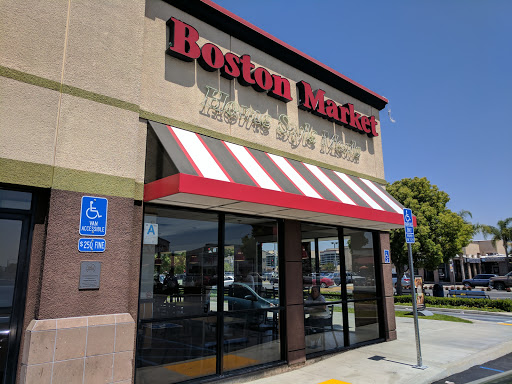 Boston Market
Home Style Meals
VAN
ACCESSIBLE
$250 FINE
A